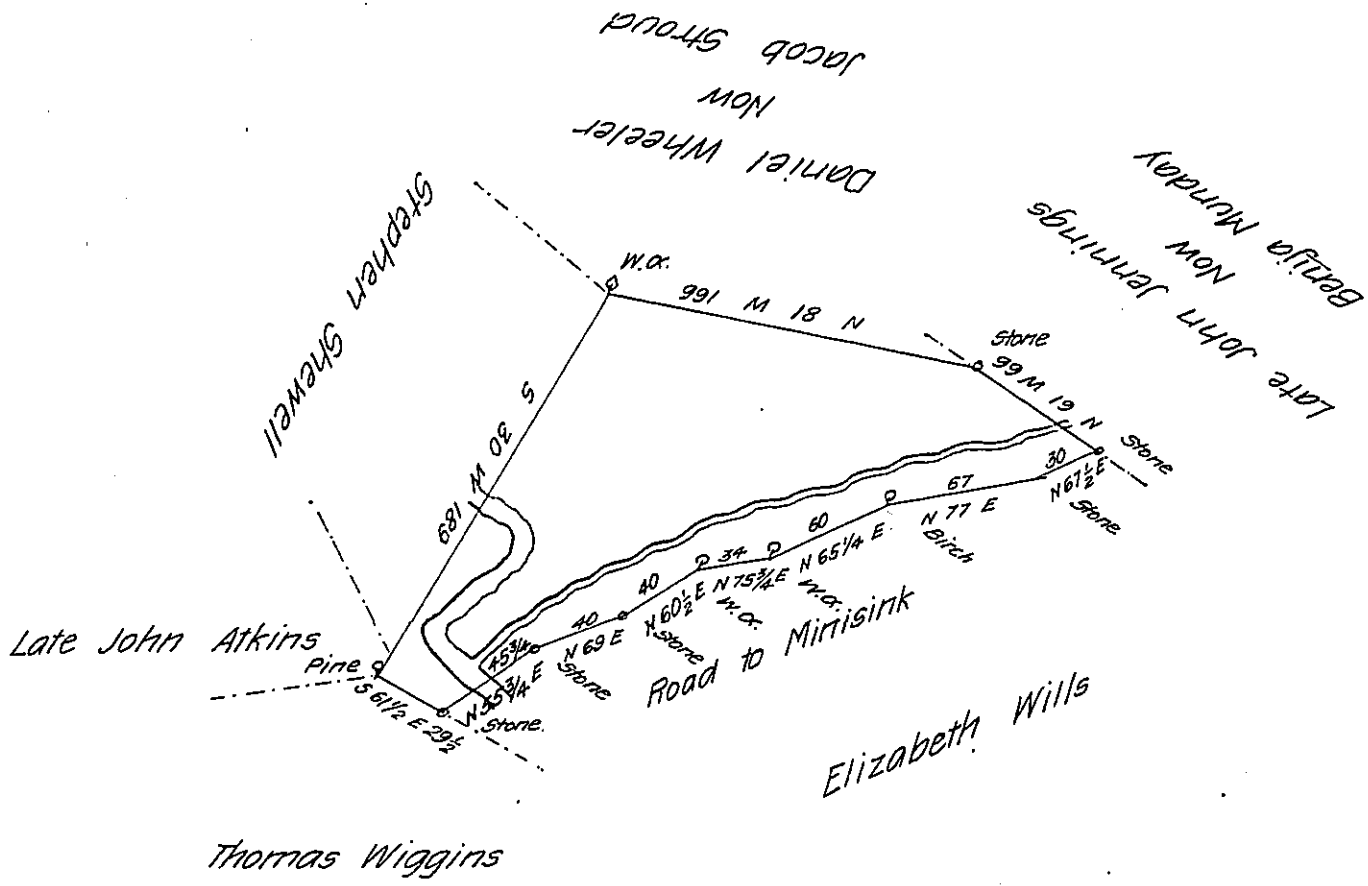 Jacob Stroud
Now
Daniel Wheeler
Benija Munday
Now
Late John Jennings
Stephen Shewell
W.O.
N 81 W 166
Stone
N 61 W 66
Stone
S 30 W 189
30
N 67½ E
Stone
67
N 77 E
Birch
60
N 65¼ E
W.O.
34
N 75¾ E
W.O.
40
N 60½ E
Stone
40
N 69 E
Stone
45¾
N 55¾ E
Stone.
Late John Atkins
Pine
S 61½ E 29½
Road to Minisink
Elizabeth Wills
Thomas Wiggins